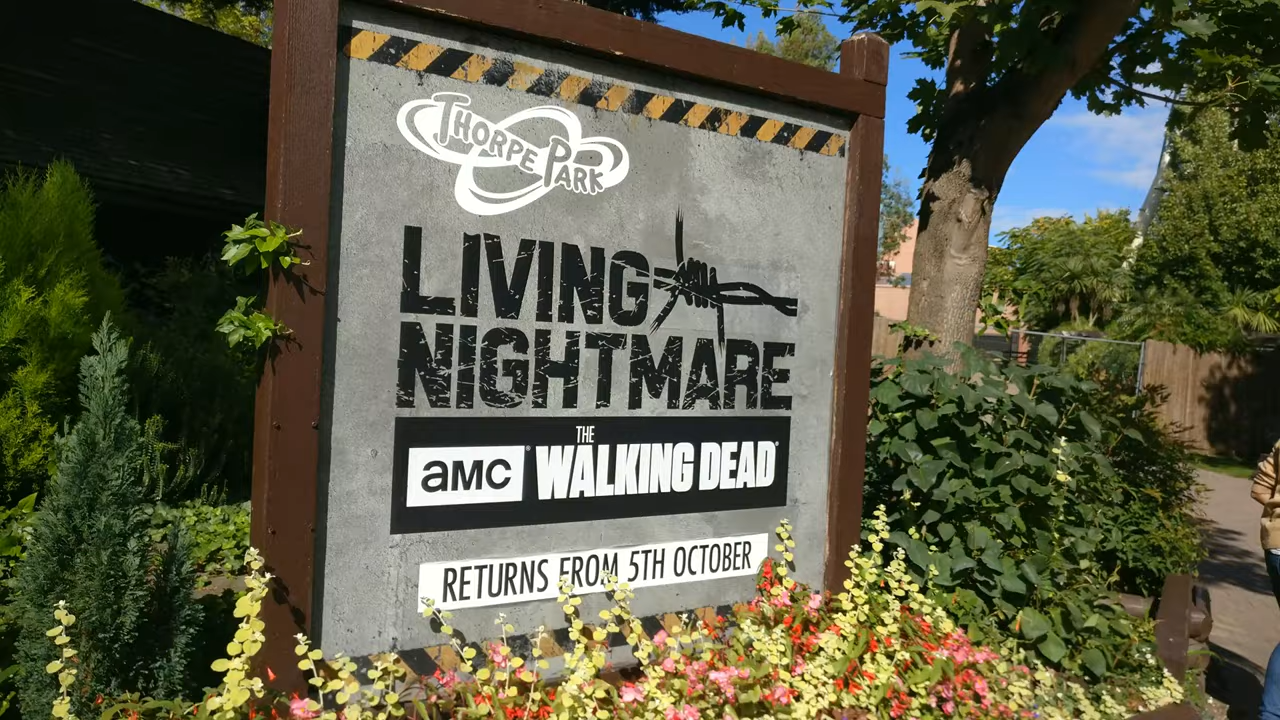 THORPE PARK
LIVING
NIGHTMARE
THE
aMC WALKING DEAD
RETURNS FROM 5TH OCTOBER